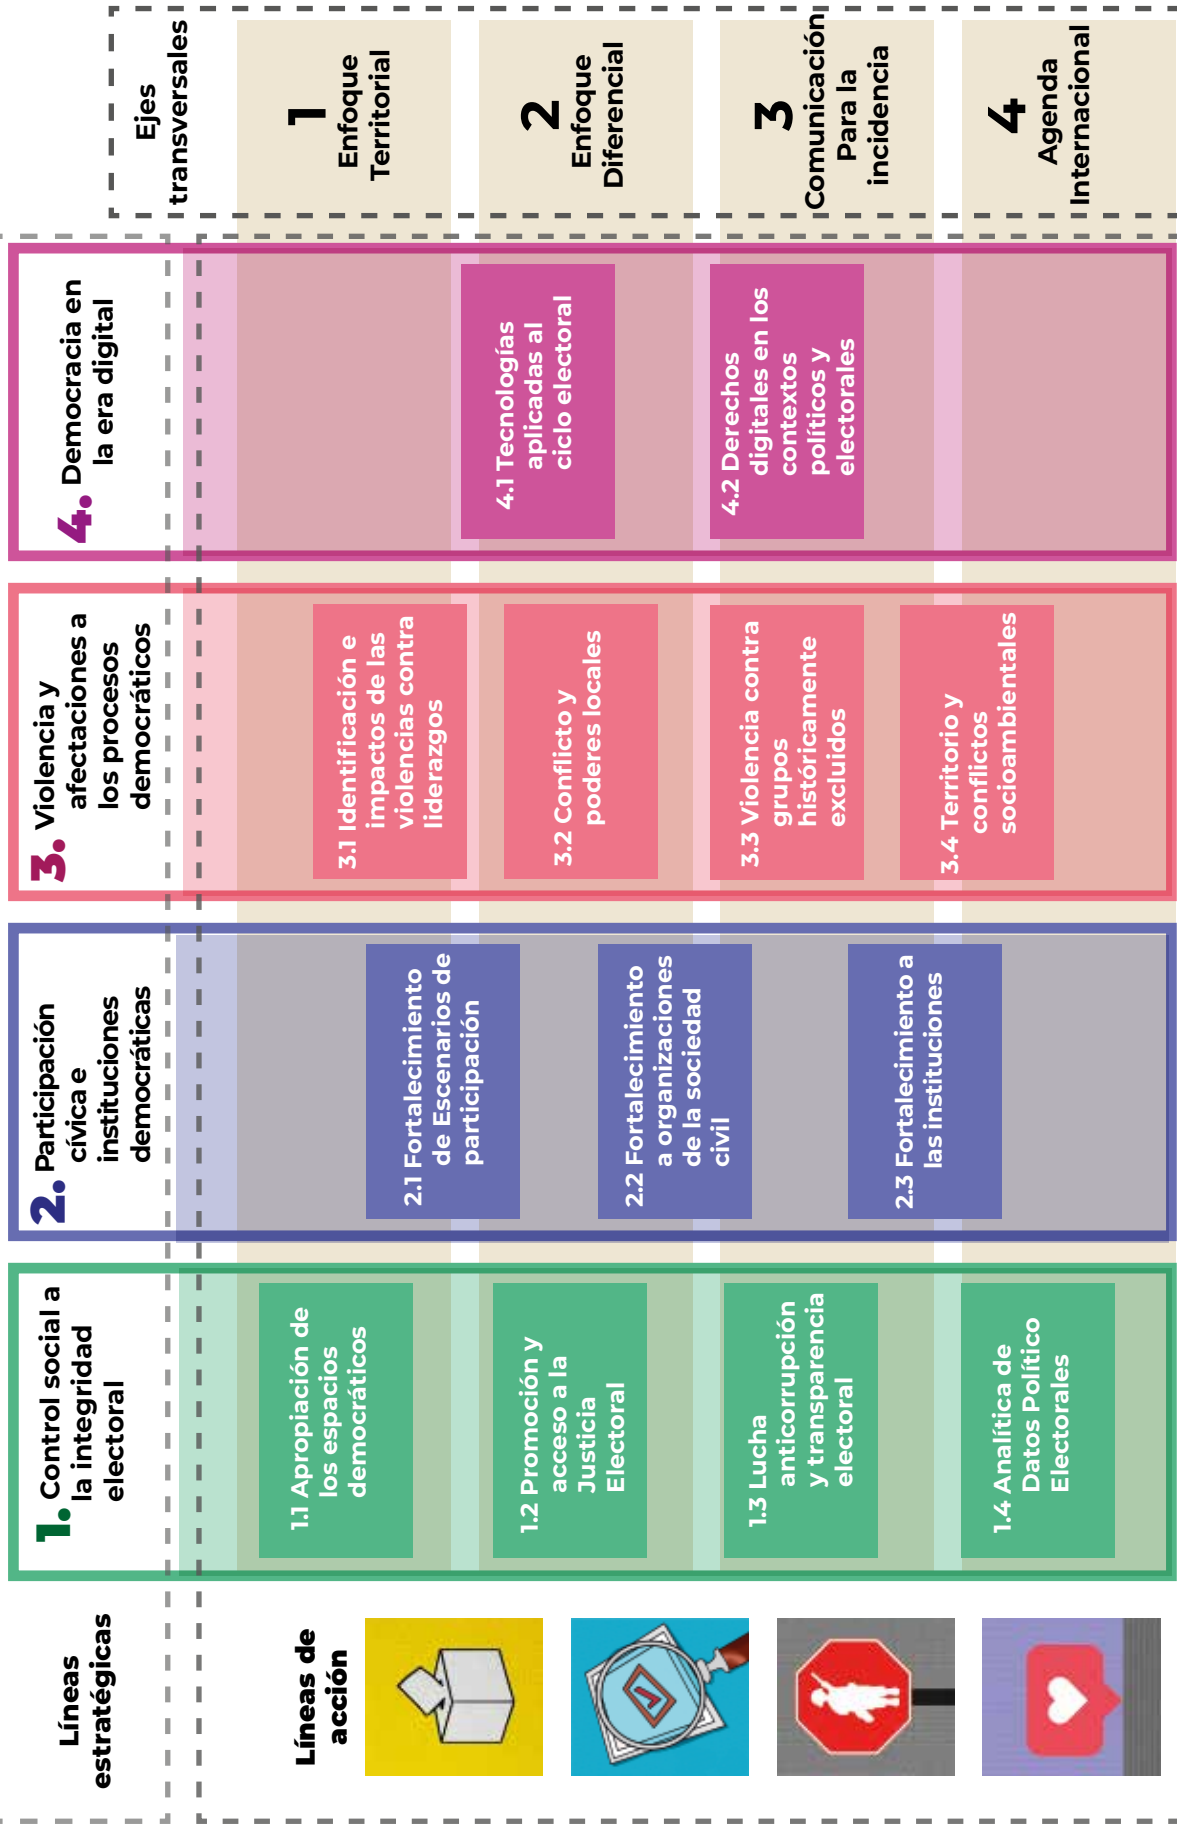 Líneas
estratégicas
1. Control social a
la integridad
electoral
2. Participación
cívica e
instituciones
democráticas
3. Violencia y
afectaciones a
los procesos
democráticos
4. Democracia en
la era digital
Ejes
transversales
Líneas de
acción
1.1 Apropiación de
los espacios
democráticos
1.2 Promoción y
acceso a la
Justicia
Electoral
1.3 Lucha
anticorrupción
y transparencia
electoral
1.4 Analítica de
Datos Político
Electorales
2.1 Fortalecimiento
de Escenarios de
participación
2.2 Fortalecimiento
a organizaciones
de la sociedad
civil
2.3 Fortalecimiento a
las instituciones
3.1 Identificación e
impactos de las
violencias contra
liderazgos
3.2 Conflicto y
poderes locales
3.3 Violencia contra
grupos
históricamente
excluidos
3.4 Territorio y
conflictos
socioambientales
4.1 Tecnologías
aplicadas al
ciclo electoral
4.2 Derechos
digitales en los
contextos
políticos y
electorales
1
Enfoque
Territorial
2
Enfoque
Diferencial
3
Comunicación
Para la
incidencia
4
Agenda
Internacional